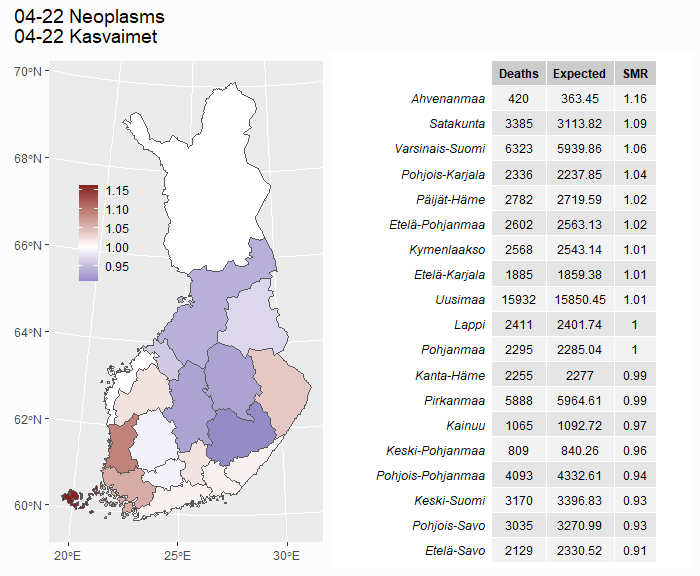 04-22 Neoplasms
04-22 Kasvaimet
70°N
68°N
66°N
64°N
62°N
60°N
20°E
25°E
30°E
1.15
1.10
1.05
1.00
0.95
Deaths Expected SMR
Ahvenanmaa 420 363.45 1.16
Satakunta 3385 3113.82 1.09
Varsinais-Suomi 6323 5939.86 1.06
Pohjois-Karjala 2336 2237.85 1.04
Päijät-Häme 2782 2719.59 1.02
Etelä-Pohjanmaa 2602 2563.13 1.02
Kymenlaakso 2568 2543.14 1.01
Etelä-Karjala 1885 1859.38 1.01
Uusimaa 15932 15850.45 1.01
Lappi 2411 2401.74 1
Pohjanmaa 2295 2285.04 1
Kanta-Häme 2255 2277 0.99
Pirkanmaa 5888 5964.61 0.99
Kainuu 1065 1092.72 0.97
Keski-Pohjanmaa 809 840.26 0.96
Pohjois-Pohjanmaa 4093 4332.61 0.94
Keski-Suomi 3170 3396.83 0.93
Pohjois-Savo 3035 3270.99 0.93
Etelä-Savo 2129 2330.52 0.91